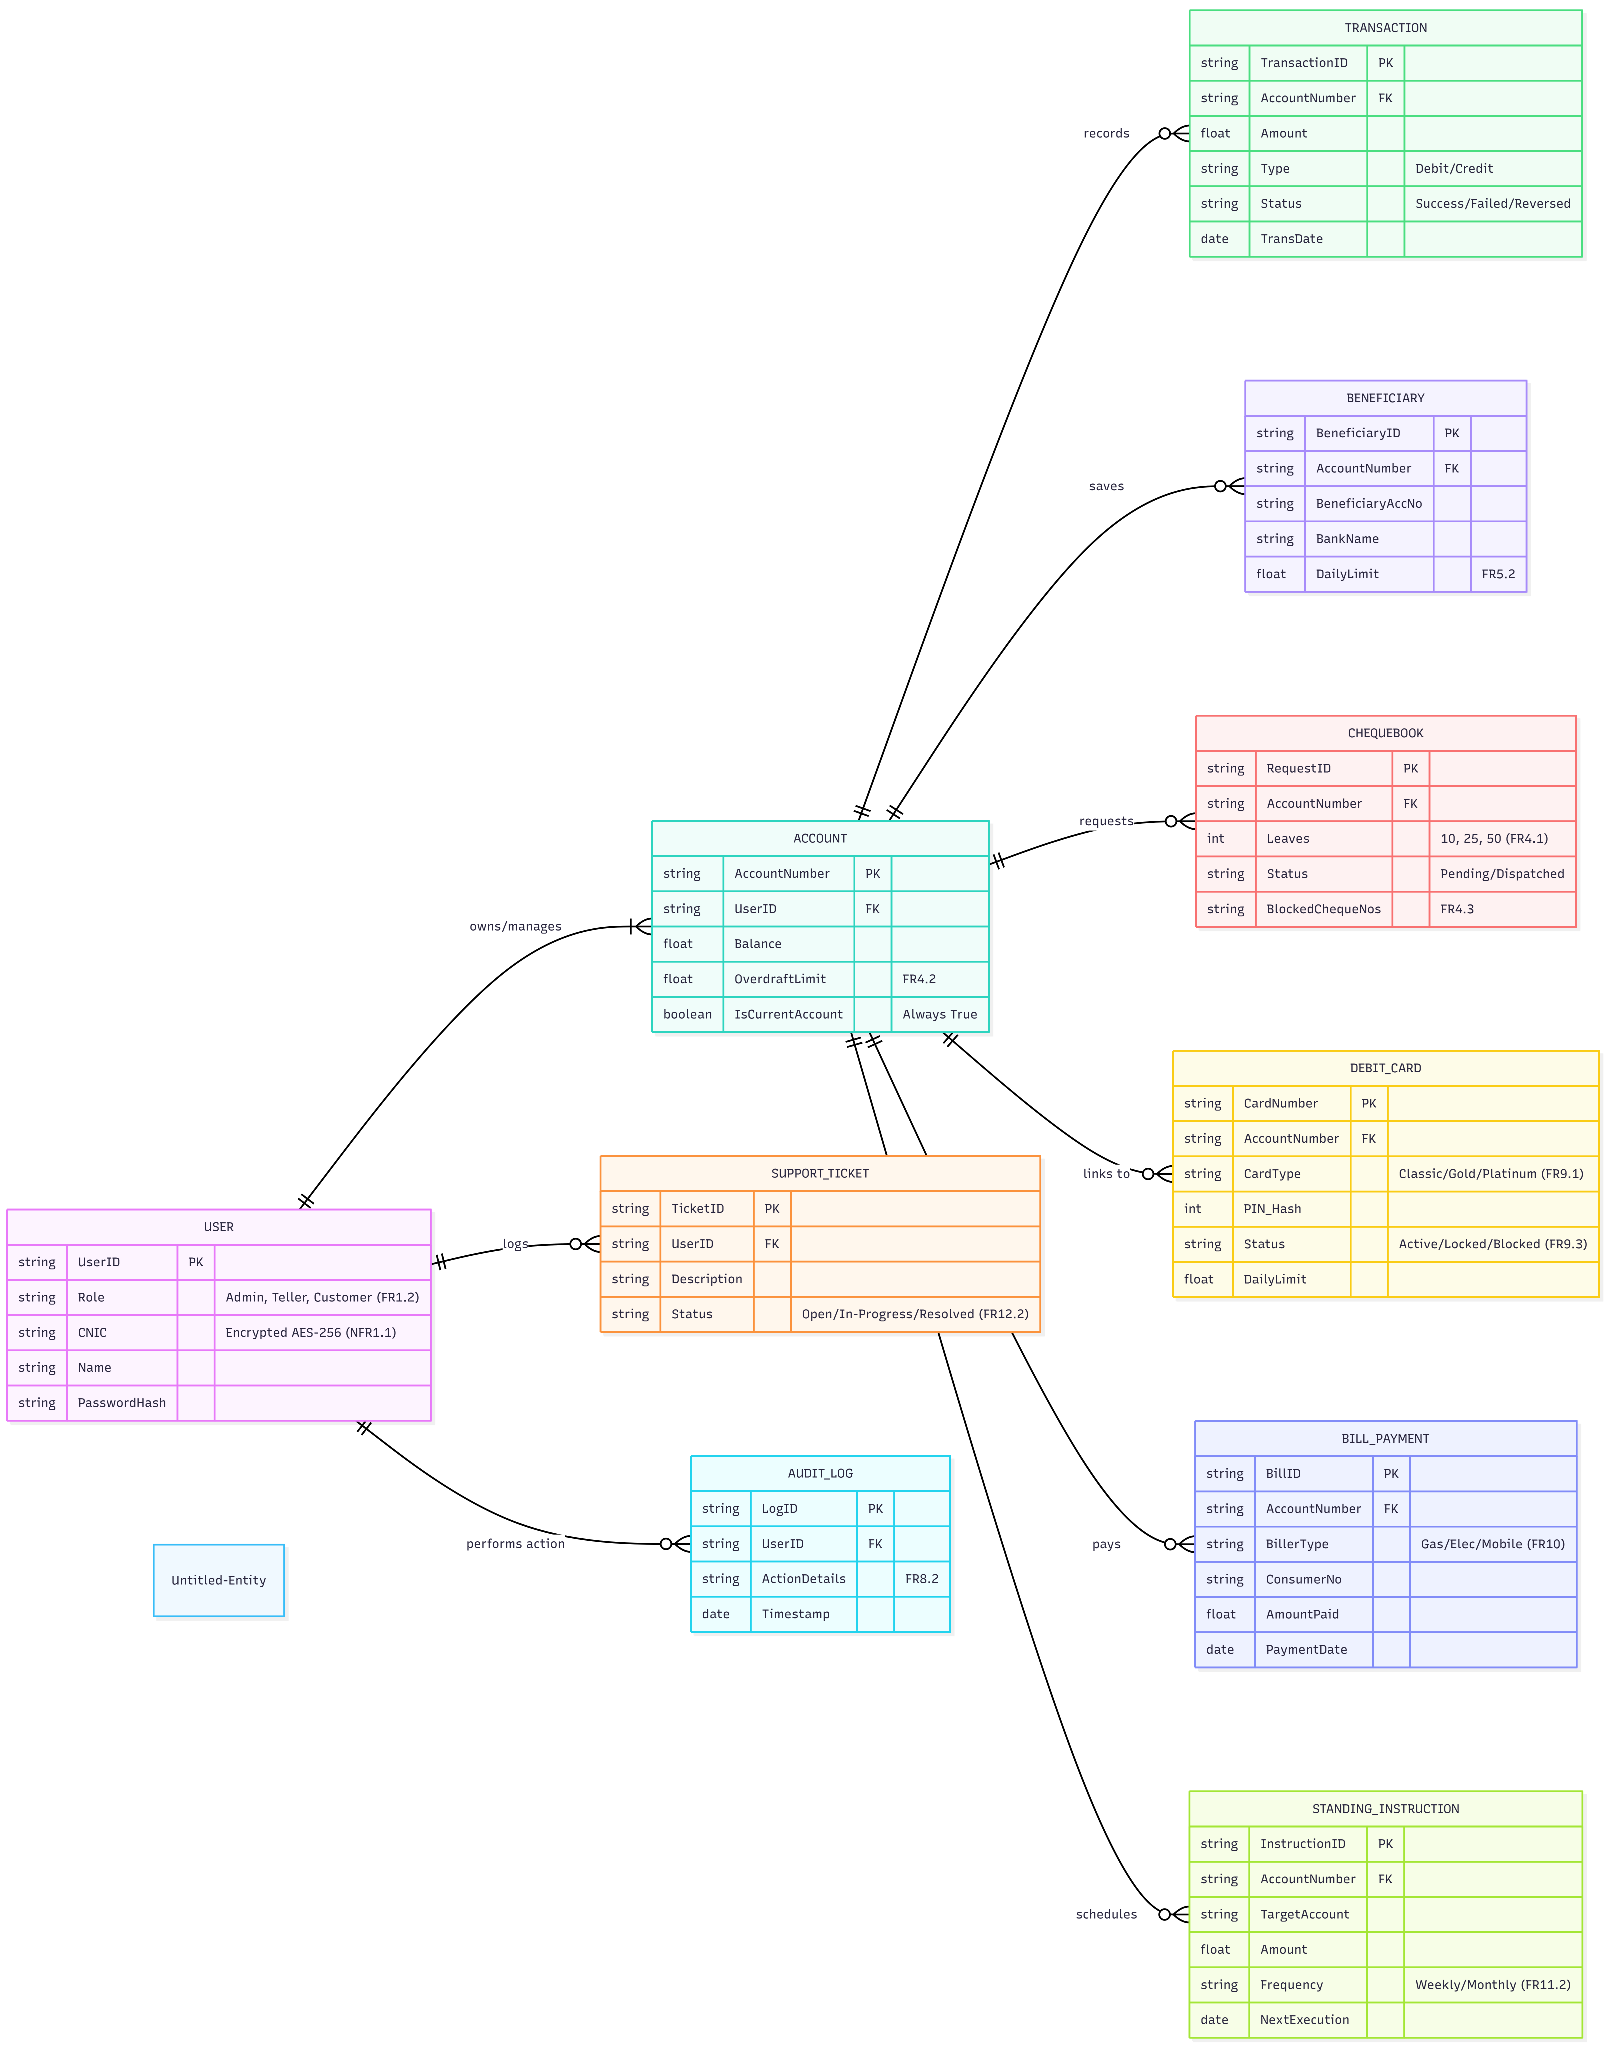 TRANSACTION
string TransactionID PK
string AccountNumber FK
float Amount
string Type Debit/Credit
string Status Success/Failed/Reversed
date TransDate
records
BENEFICIARY
string BeneficiaryID PK
string AccountNumber FK
string BeneficiaryAccNo
string BankName
float DailyLimit FR5.2
saves
CHEQUEBOOK
string RequestID PK
string AccountNumber FK
int Leaves 10, 25, 50 (FR4.1)
string Status Pending/Dispatched
string BlockedChequeNos FR4.3
requests
ACCOUNT
string AccountNumber PK
string UserID FK
float Balance
float OverdraftLimit FR4.2
boolean IsCurrentAccount Always True
owns/manages
DEBIT_CARD
string CardNumber PK
string AccountNumber FK
string CardType Classic/Gold/Platinum (FR9.1)
int PIN_Hash
string Status Active/Locked/Blocked (FR9.3)
float DailyLimit
links to
SUPPORT_TICKET
string TicketID PK
string UserID FK
string Description
string Status Open/In-Progress/Resolved (FR12.2)
logs
USER
string UserID PK
string Role Admin, Teller, Customer (FR1.2)
string CNIC Encrypted AES-256 (NFR1.1)
string Name
string PasswordHash
AUDIT_LOG
string LogID PK
string UserID FK
string ActionDetails FR8.2
date Timestamp
performs action
Untitled-Entity
BILL_PAYMENT
string BillID PK
string AccountNumber FK
string BillerType Gas/Elec/Mobile (FR10)
string ConsumerNo
float AmountPaid
date PaymentDate
pays
STANDING_INSTRUCTION
string InstructionID PK
string AccountNumber FK
string TargetAccount
float Amount
string Frequency Weekly/Monthly (FR11.2)
date NextExecution
schedules